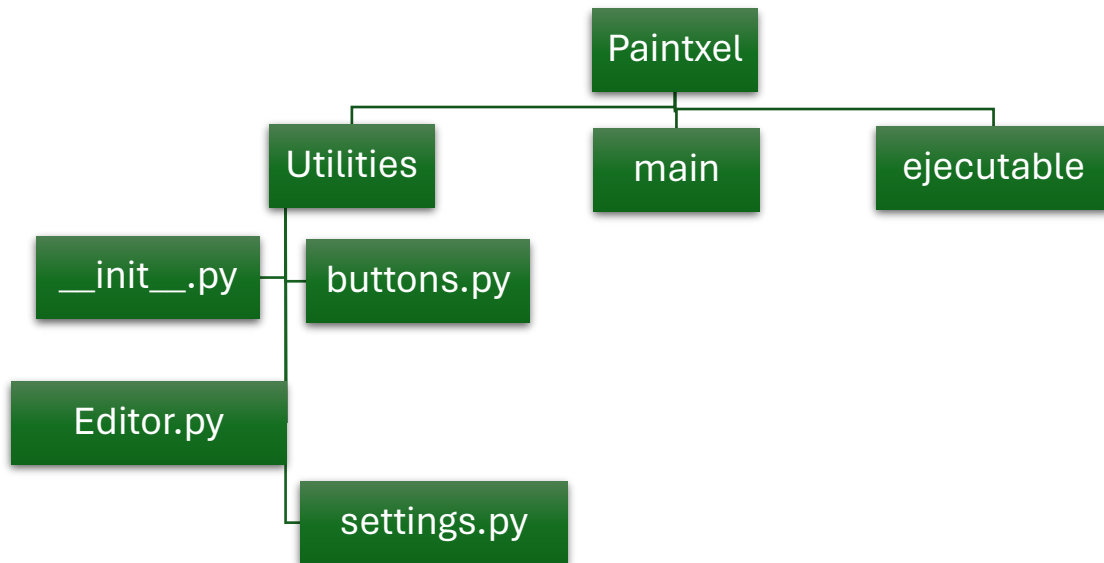 Paintxel
Utilities
main
ejecutable
__init__.py
buttons.py
Editor.py
settings.py